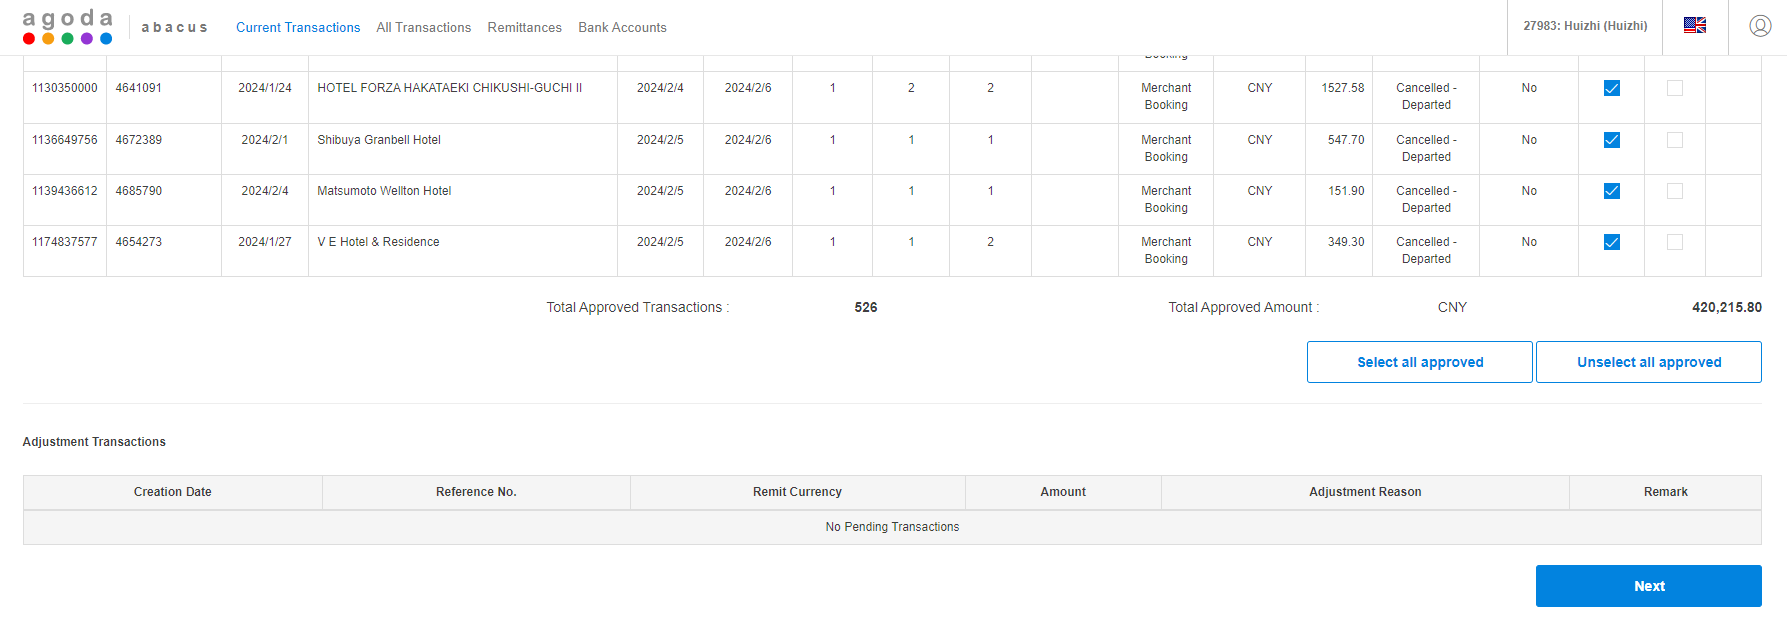 agoda abacus Current Transactions All Transactions Remittances Bank Accounts 27983: Huizhi (Huizhi)
Booking
1130350000 4641091 2024/1/24 HOTEL FORZA HAKATAEKI CHIKUSHI-GUCHI II 2024/2/4 2024/2/6 1 2 2 Merchant CNY 1527.58 Cancelled - No
Booking Departed
1136649756 4672389 2024/2/1 Shibuya Granbell Hotel 2024/2/5 2024/2/6 1 1 1 Merchant CNY 547.70 Cancelled - No
Booking Departed
1139436612 4685790 2024/2/4 Matsumoto Wellton Hotel 2024/2/5 2024/2/6 1 1 1 Merchant CNY 151.90 Cancelled - No
Booking Departed
1174837577 4654273 2024/1/27 V E Hotel & Residence 2024/2/5 2024/2/6 1 1 2 Merchant CNY 349.30 Cancelled - No
Booking Departed
Total Approved Transactions : 526 Total Approved Amount : CNY 420,215.80
Select all approved Unselect all approved
Adjustment Transactions
Creation Date Reference No. Remit Currency Amount Adjustment Reason Remark
No Pending Transactions
Next